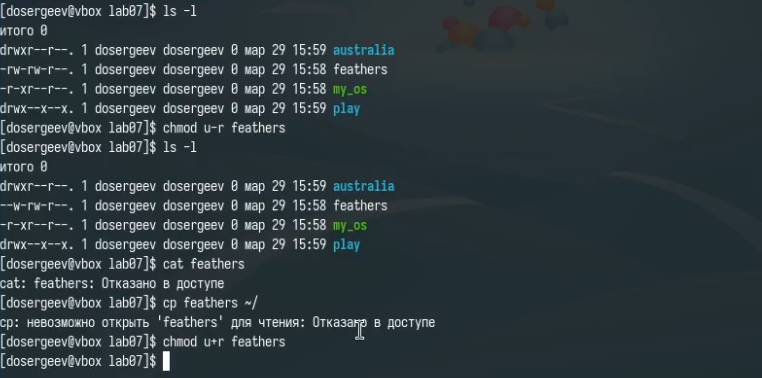 [dosergeev@vbox lab07]$ ls -l
итого 0
drwxr--r--. 1 dosergeev dosergeev 0 мар 29 15:59 australia
-rw-rw-r--. 1 dosergeev dosergeev 0 мар 29 15:58 feathers
-r-xr--r--. 1 dosergeev dosergeev 0 мар 29 15:58 my_os
drwx--x--x. 1 dosergeev dosergeev 0 мар 29 15:59 play
[dosergeev@vbox lab07]$ chmod u-r feathers
[dosergeev@vbox lab07]$ ls -l
итого 0
drwxr--r--. 1 dosergeev dosergeev 0 мар 29 15:59 australia
--w-rw-r--. 1 dosergeev dosergeev 0 мар 29 15:58 feathers
-r-xr--r--. 1 dosergeev dosergeev 0 мар 29 15:58 my_os
drwx--x--x. 1 dosergeev dosergeev 0 мар 29 15:59 play
[dosergeev@vbox lab07]$ cat feathers
cat: feathers: Отказано в доступе
[dosergeev@vbox lab07]$ cp feathers ~/
cp: невозможно открыть 'feathers' для чтения: Отказано в доступе
[dosergeev@vbox lab07]$ chmod u+r feathers
[dosergeev@vbox lab07]$